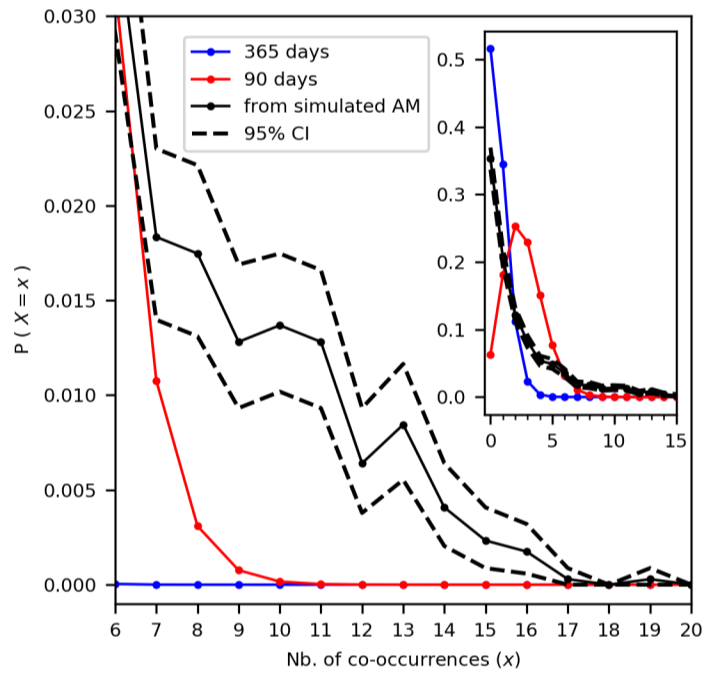 0.030
0.025
0.020
0.015
0.010
0.005
0.000
P ( X = x )
6 7 8 9 10 11 12 13 14 15 16 17 18 19 20
Nb. of co-occurrences (x)
365 days
90 days
from simulated AM
95% CI
0.5
0.4
0.3
0.2
0.1
0.0
0 5 10 15